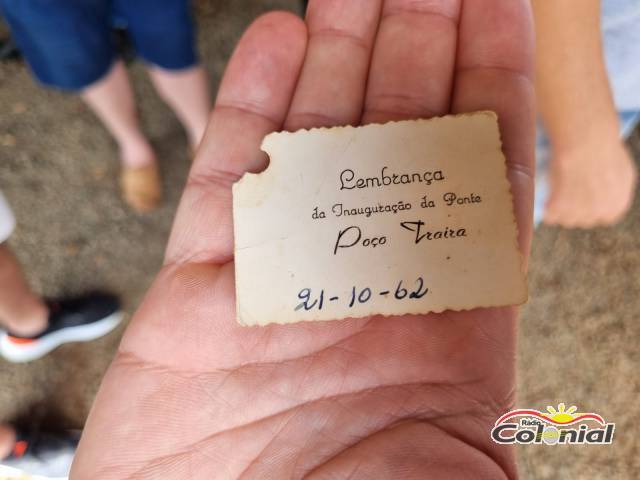 Lembrança
da Inauguração da Ponte
Poço Traira
21-10-62
Rádio
Colonial